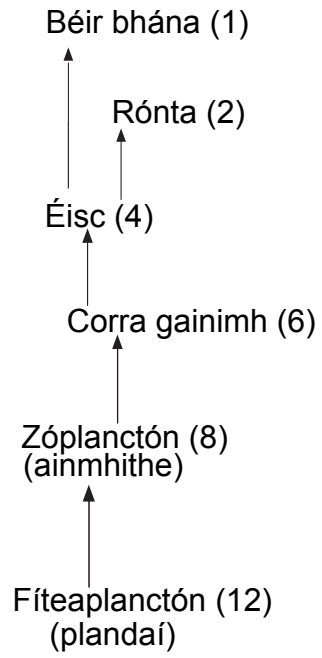 Béir bhána (1)
Rónta (2)
Éisc (4)
Corra gainimh (6)
Zóplanctón (8)
(ainmhithe)
Fíteaplanctón (12)
(plandaí)